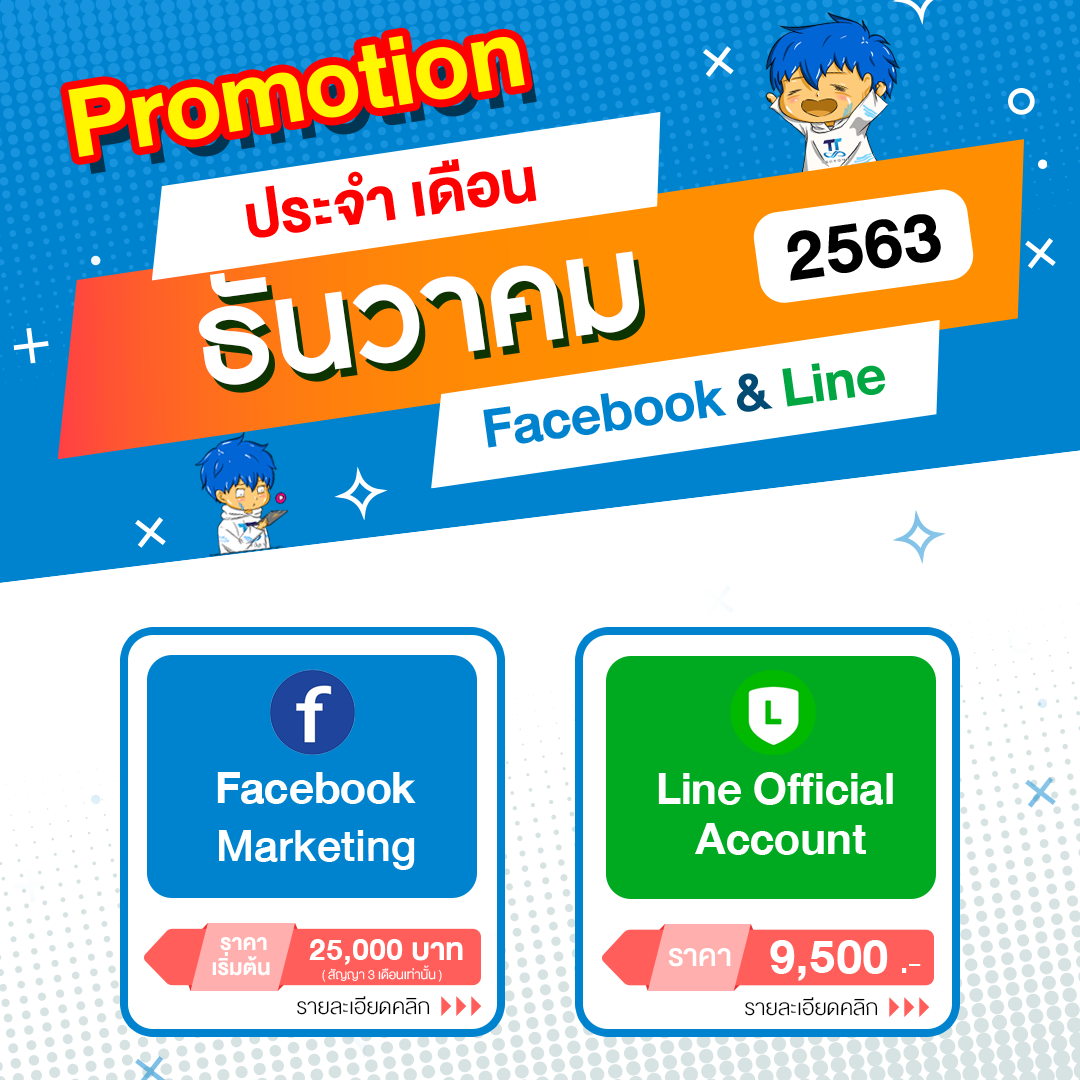 Promotion
ประจำ เดือน
ธันวาคม
2563
Facebook & Line
f
Facebook
Marketing
ราคา
เริ่มต้น
25,000 บาท
( สัญญา 3 เดือนเท่านั้น )
รายละเอียดคลิก
L
Line Official
Account
ราคา
9,500 .-
รายละเอียดคลิก